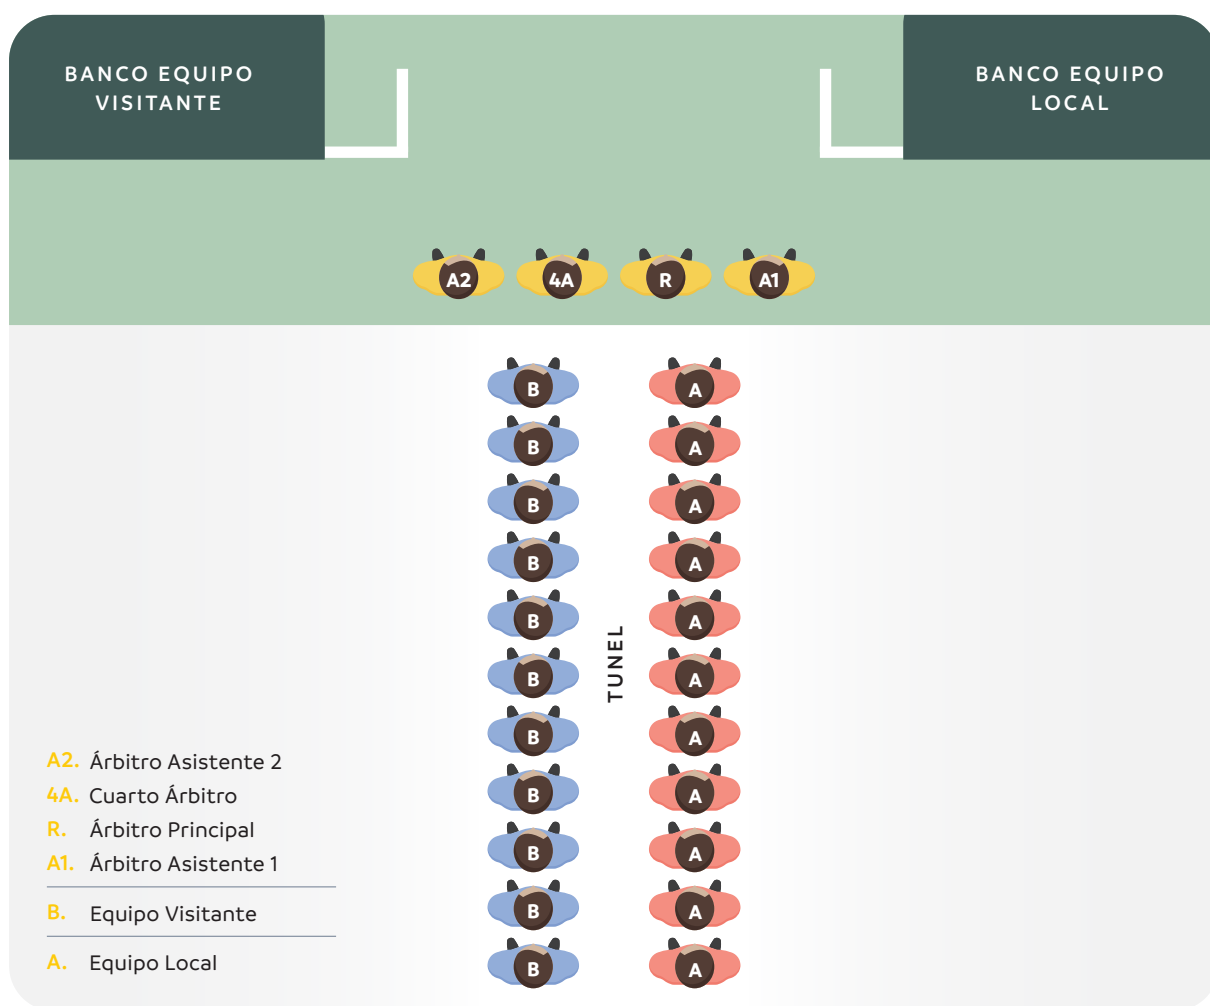 BANCO EQUIPO
VISITANTE
BANCO EQUIPO
LOCAL
A2 4A R A1
B A
B A
B A
B A
B A
B A
B A
B A
B A
B A
B A
TUNEL
A2. Árbitro Asistente 2
4A. Cuarto Árbitro
R. Árbitro Principal
A1. Árbitro Asistente 1
B. Equipo Visitante
A. Equipo Local